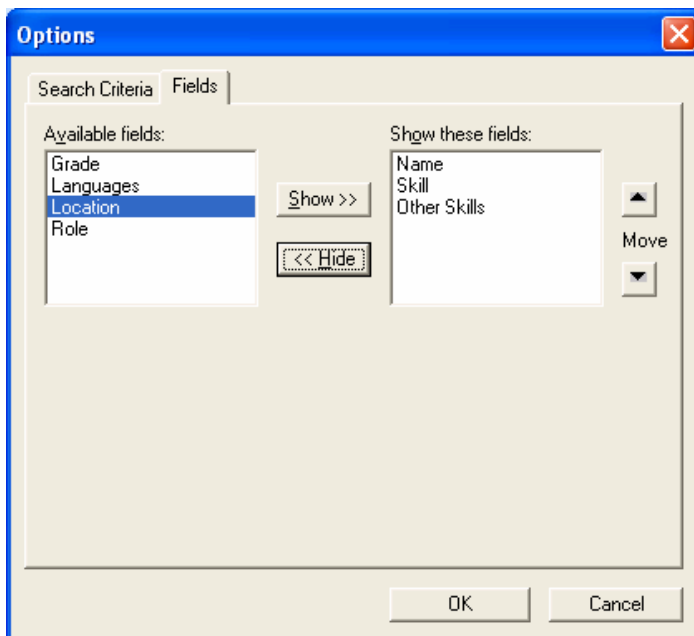 Options
Search Criteria
Fields
Available fields:
Grade
Languages
Location
Role
Show >>
<< Hide
Show these fields:
Name
Skill
Other Skills
Move
OK
Cancel